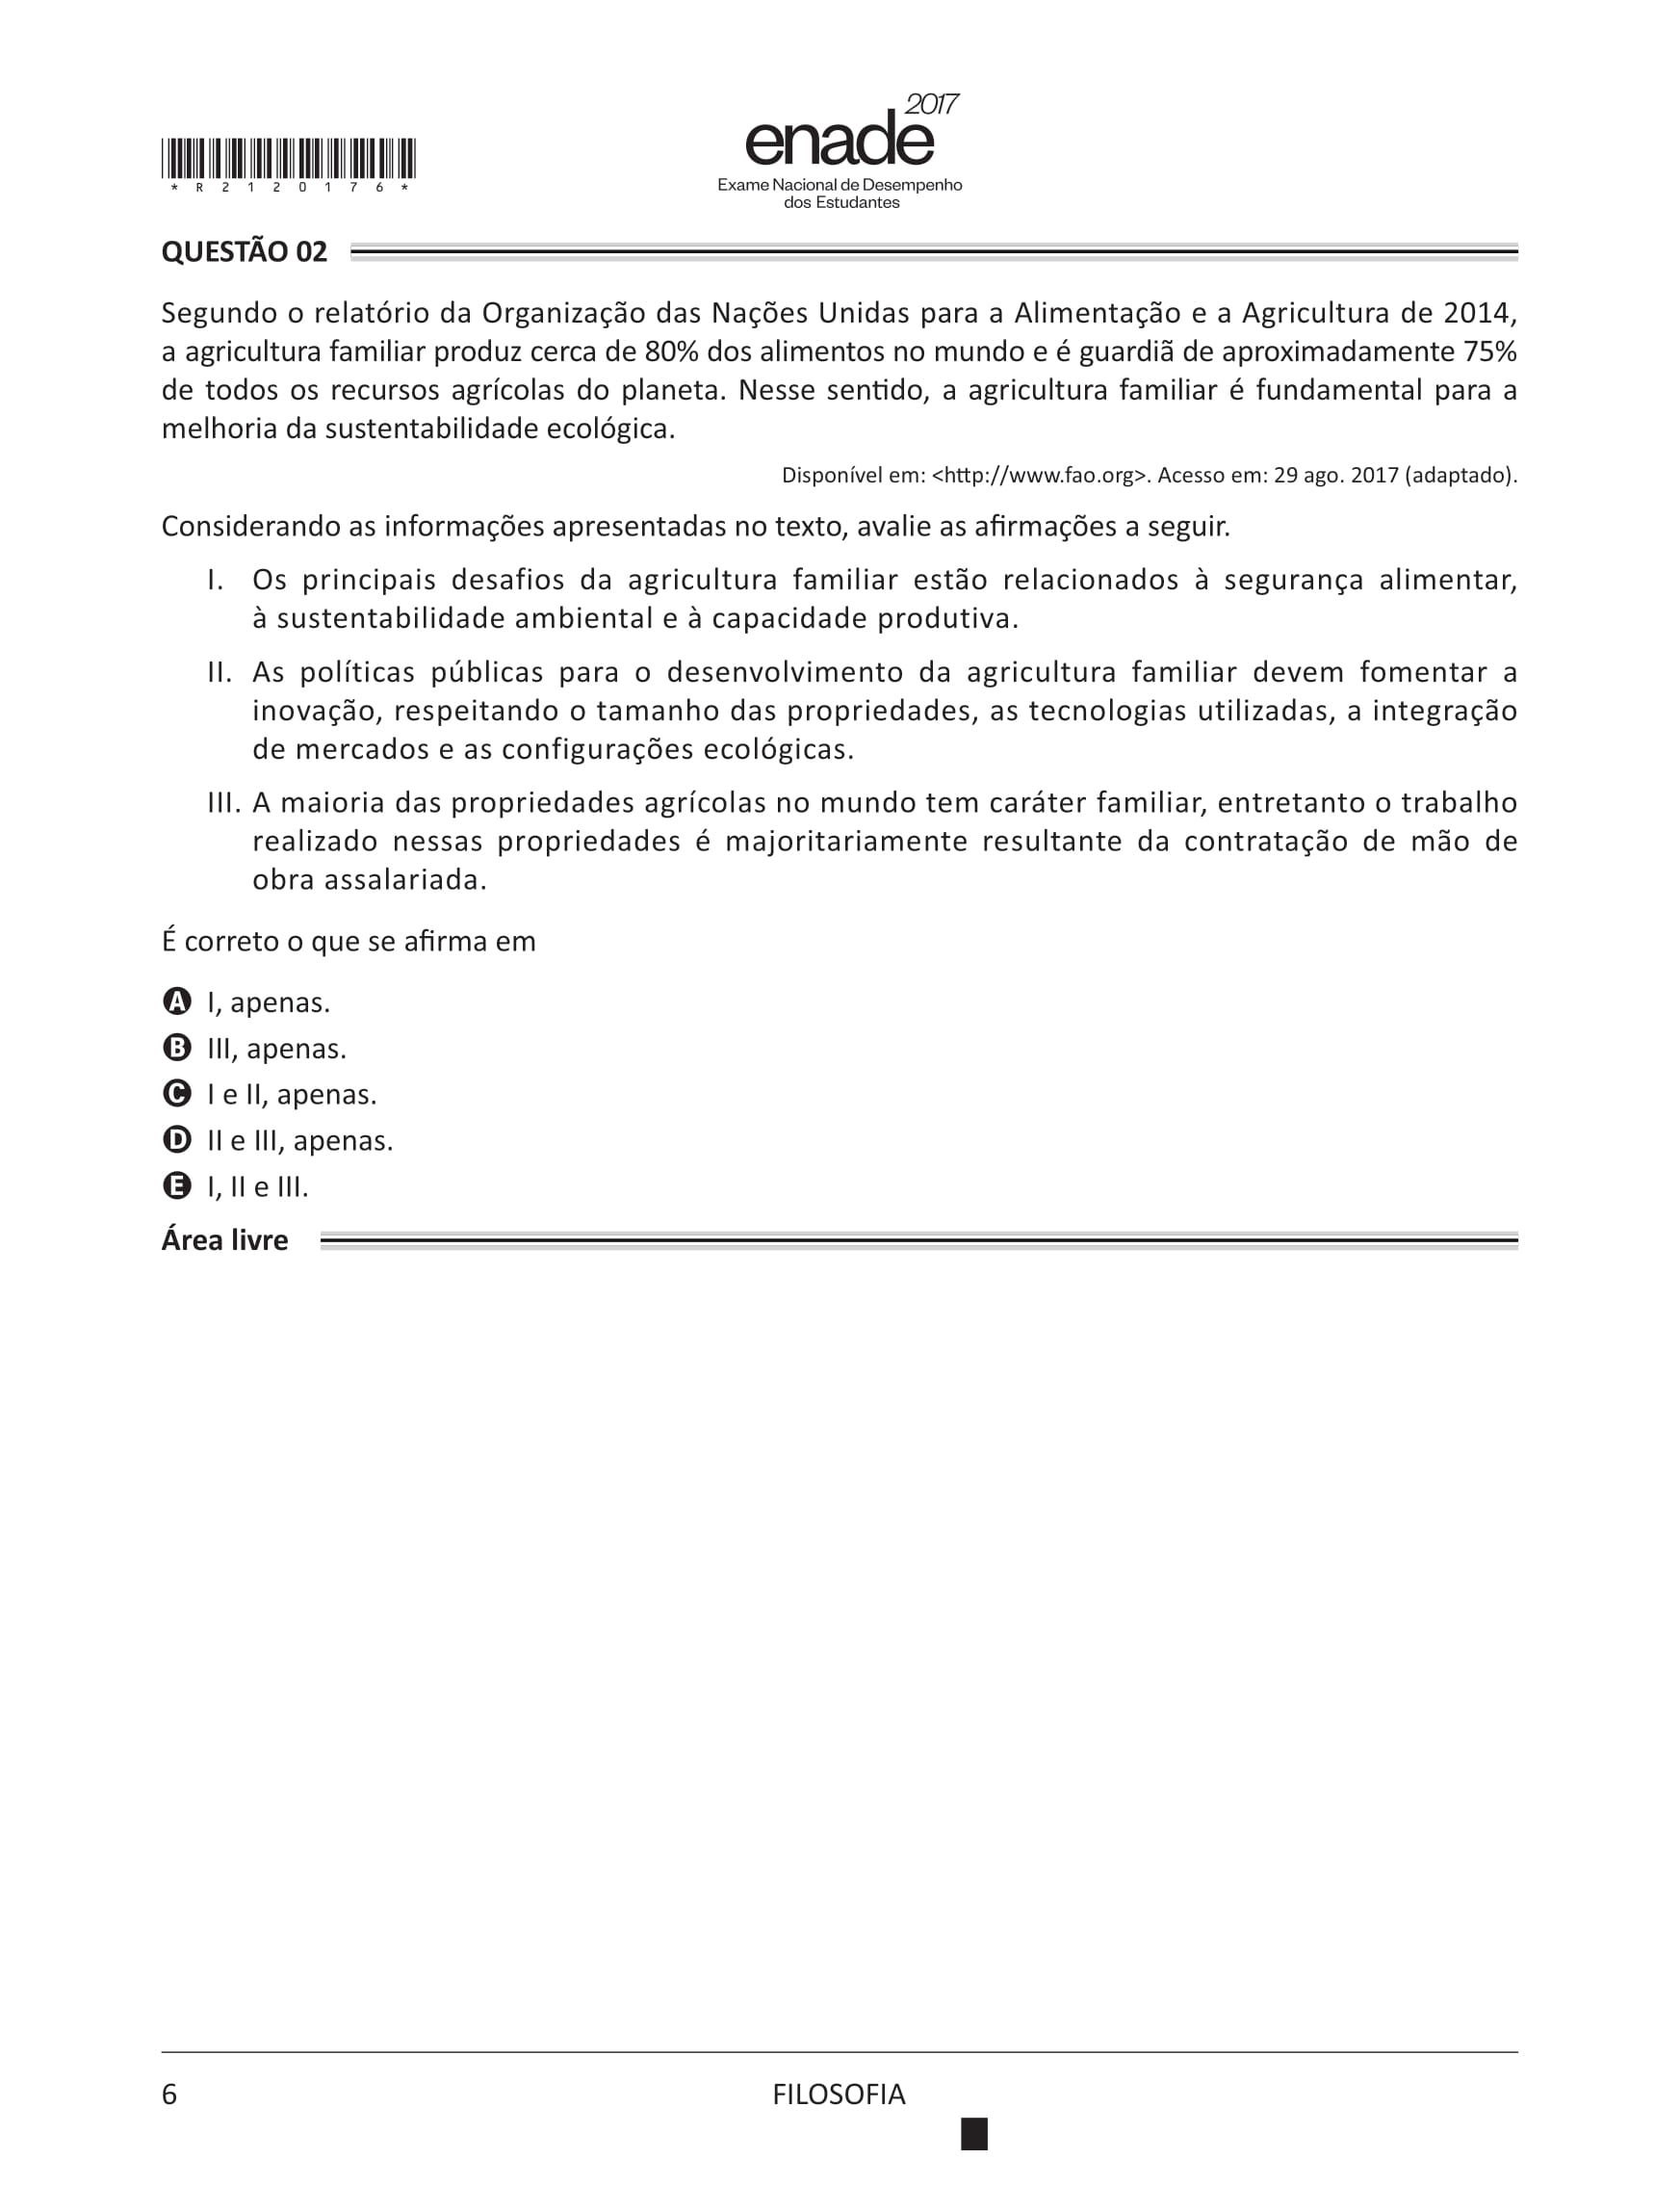 enade 2017
Exame Nacional de Desempenho
dos Estudantes
* R 2 1 2 0 1 7 6 *
QUESTÃO 02
Segundo o relatório da Organização das Nações Unidas para a Alimentação e a Agricultura de 2014,
a agricultura familiar produz cerca de 80% dos alimentos no mundo e é guardiã de aproximadamente 75%
de todos os recursos agrícolas do planeta. Nesse sentido, a agricultura familiar é fundamental para a
melhoria da sustentabilidade ecológica.
Disponível em: <http://www.fao.org>. Acesso em: 29 ago. 2017 (adaptado).
Considerando as informações apresentadas no texto, avalie as afirmações a seguir.
I. Os principais desafios da agricultura familiar estão relacionados à segurança alimentar,
à sustentabilidade ambiental e à capacidade produtiva.
II. As políticas públicas para o desenvolvimento da agricultura familiar devem fomentar a
inovação, respeitando o tamanho das propriedades, as tecnologias utilizadas, a integração
de mercados e as configurações ecológicas.
III. A maioria das propriedades agrícolas no mundo tem caráter familiar, entretanto o trabalho
realizado nessas propriedades é majoritariamente resultante da contratação de mão de
obra assalariada.
É correto o que se afirma em
A I, apenas.
B III, apenas.
C I e II, apenas.
D II e III, apenas.
E I, II e III.
Área livre
6
FILOSOFIA